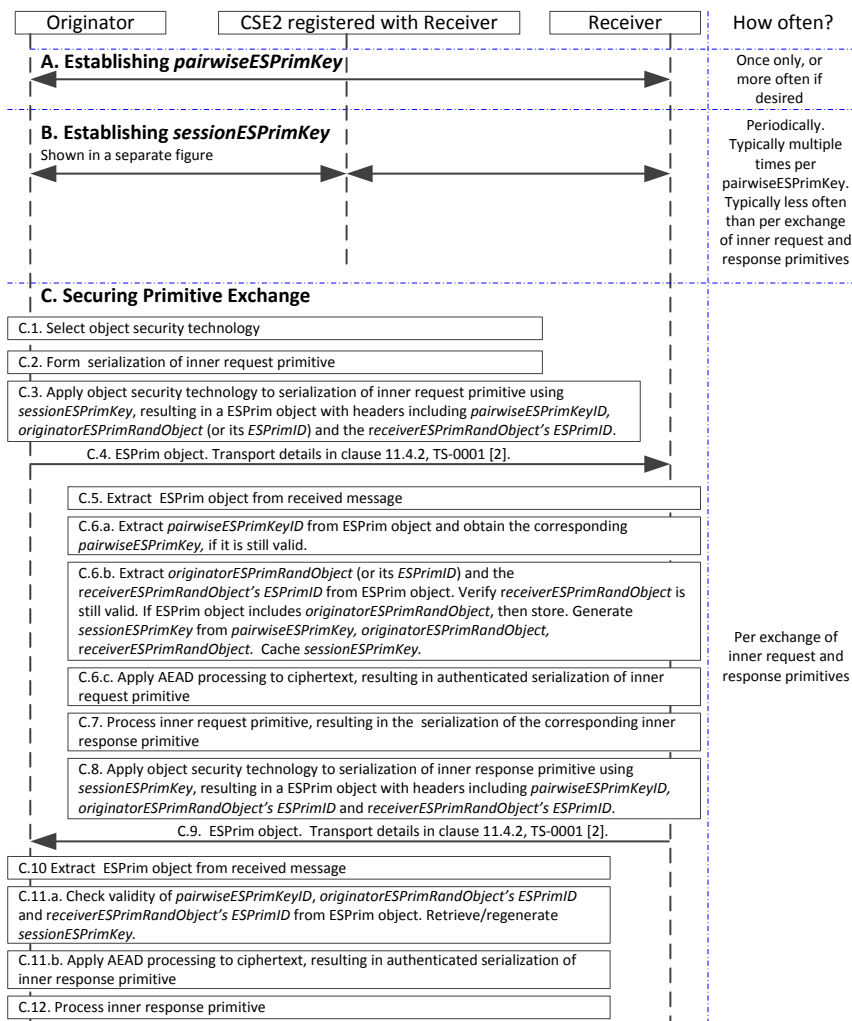 Originator
CSE2 registered with Receiver
Receiver
How often?
A. Establishing pairwiseESPrimKey
Once only, or
more often if
desired
B. Establishing sessionESPrimKey
Shown in a separate figure
Periodically.
Typically multiple
times per
pairwiseESPrimKey.
Typically less often
than per exchange
of inner request and
response primitives
C. Securing Primitive Exchange
C.1. Select object security technology
C.2. Form serialization of inner request primitive
C.3. Apply object security technology to serialization of inner request primitive using
sessionESPrimKey, resulting in a ESPrim object with headers including pairwiseESPrimKeyID,
originatorESPrimRandObject (or its ESPrimID) and the receiverESPrimRandObject's ESPrimID.
C.4. ESPrim object. Transport details in clause 11.4.2, TS-0001 [2].
C.5. Extract ESPrim object from received message
C.6.a. Extract pairwiseESPrimKeyID from ESPrim object and obtain the corresponding
pairwiseESPrimKey, if it is still valid.
C.6.b. Extract originatorESPrimRandObject (or its ESPrimID) and the
receiverESPrimRandObject's ESPrimID from ESPrim object. Verify receiverESPrimRandObject is
still valid. If ESPrim object includes originatorESPrimRandObject, then store. Generate
sessionESPrimKey from pairwiseESPrimKey, originatorESPrimRandObject,
receiverESPrimRandObject. Cache sessionESPrimKey.
C.6.c. Apply AEAD processing to ciphertext, resulting in authenticated serialization of inner
request primitive
C.7. Process inner request primitive, resulting in the serialization of the corresponding inner
response primitive
C.8. Apply object security technology to serialization of inner response primitive using
sessionESPrimKey, resulting in a ESPrim object with headers including pairwiseESPrimKeyID,
originatorESPrimRandObject's ESPrimID and receiverESPrimRandObject's ESPrimID.
Per exchange of
inner request and
response primitives
C.9. ESPrim object. Transport details in clause 11.4.2, TS-0001 [2].
C.10 Extract ESPrim object from received message
C.11.a. Check validity of pairwiseESPrimKeyID, originatorESPrimRandObject's ESPrimID
and receiverESPrimRandObject's ESPrimID from ESPrim object. Retrieve/regenerate
sessionESPrimKey.
C.11.b. Apply AEAD processing to ciphertext, resulting in authenticated serialization of
inner response primitive
C.12. Process inner response primitive